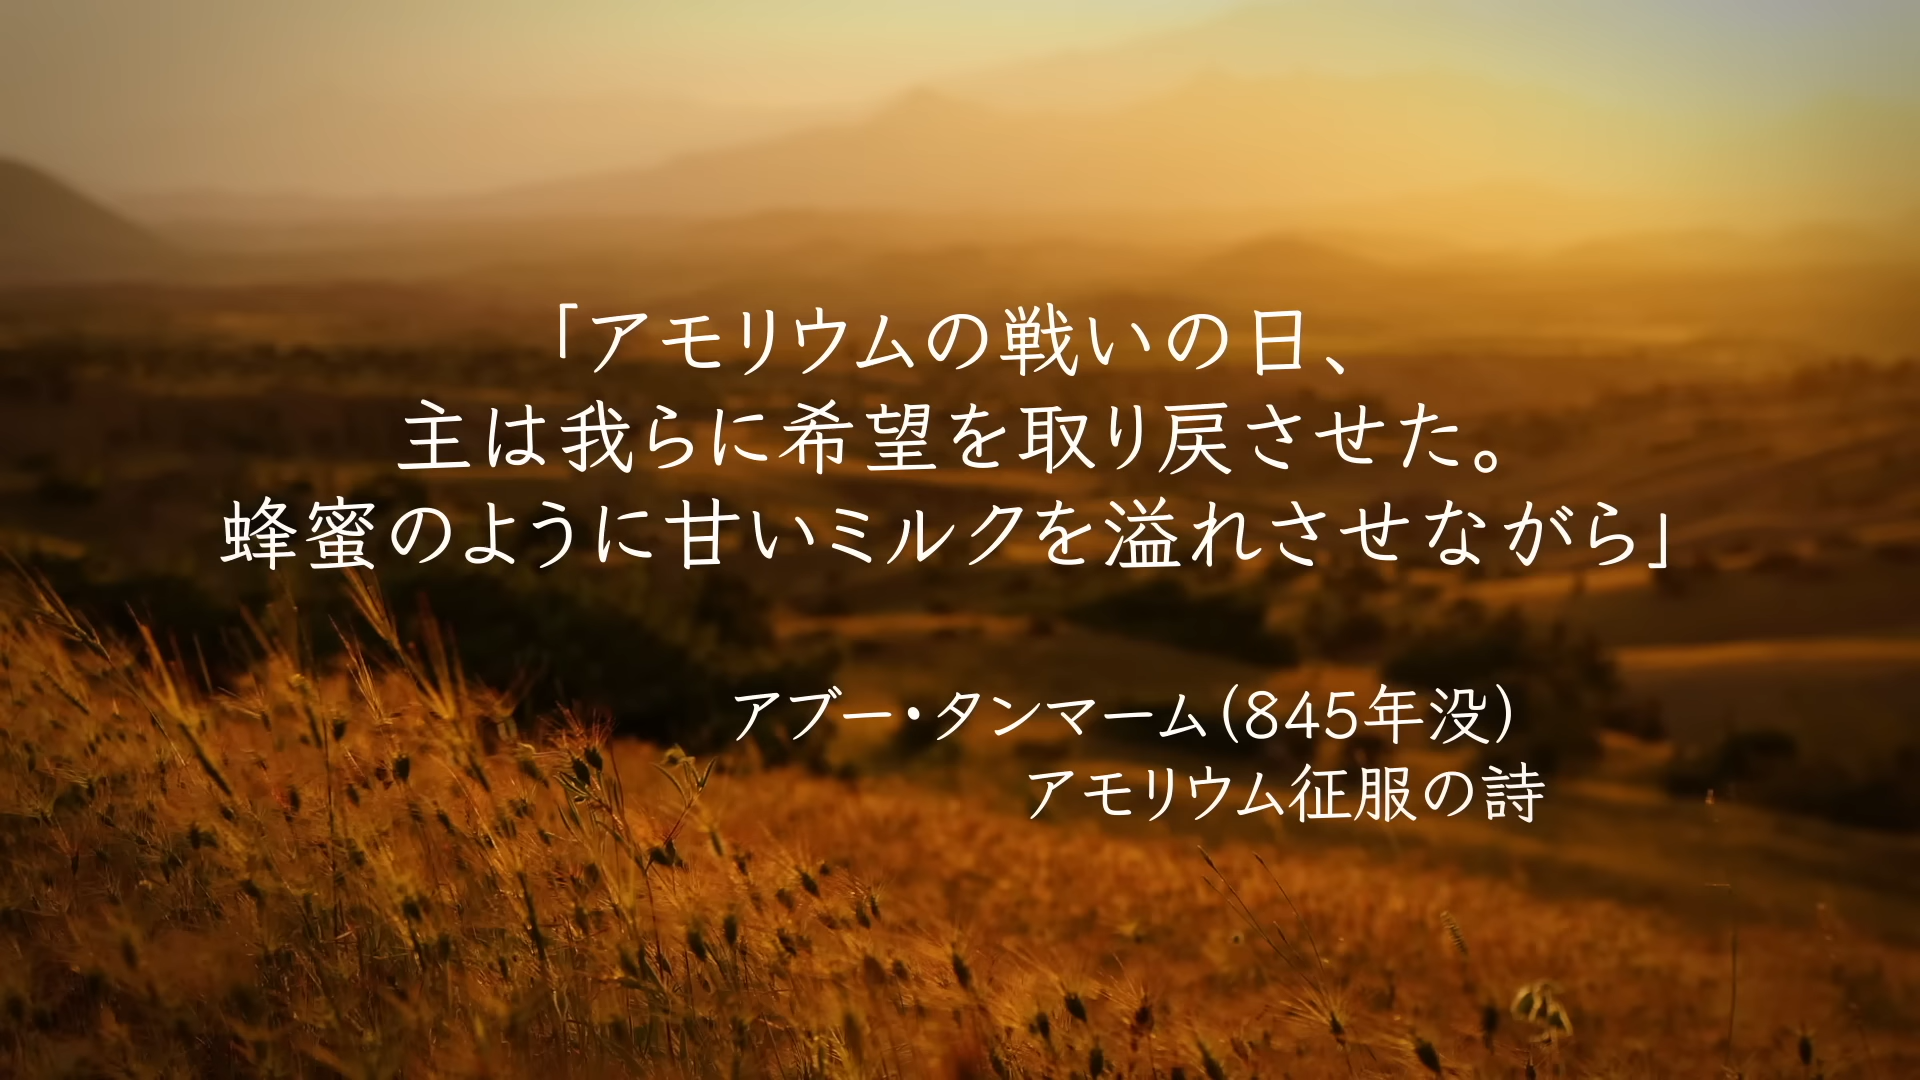 「アモリウムの戦いの日、
主は我らに希望を取り戻させた。
蜂蜜のように甘いミルクを溢れさせながら」
アブー・タンマーム(845年没)
アモリウム征服の詩